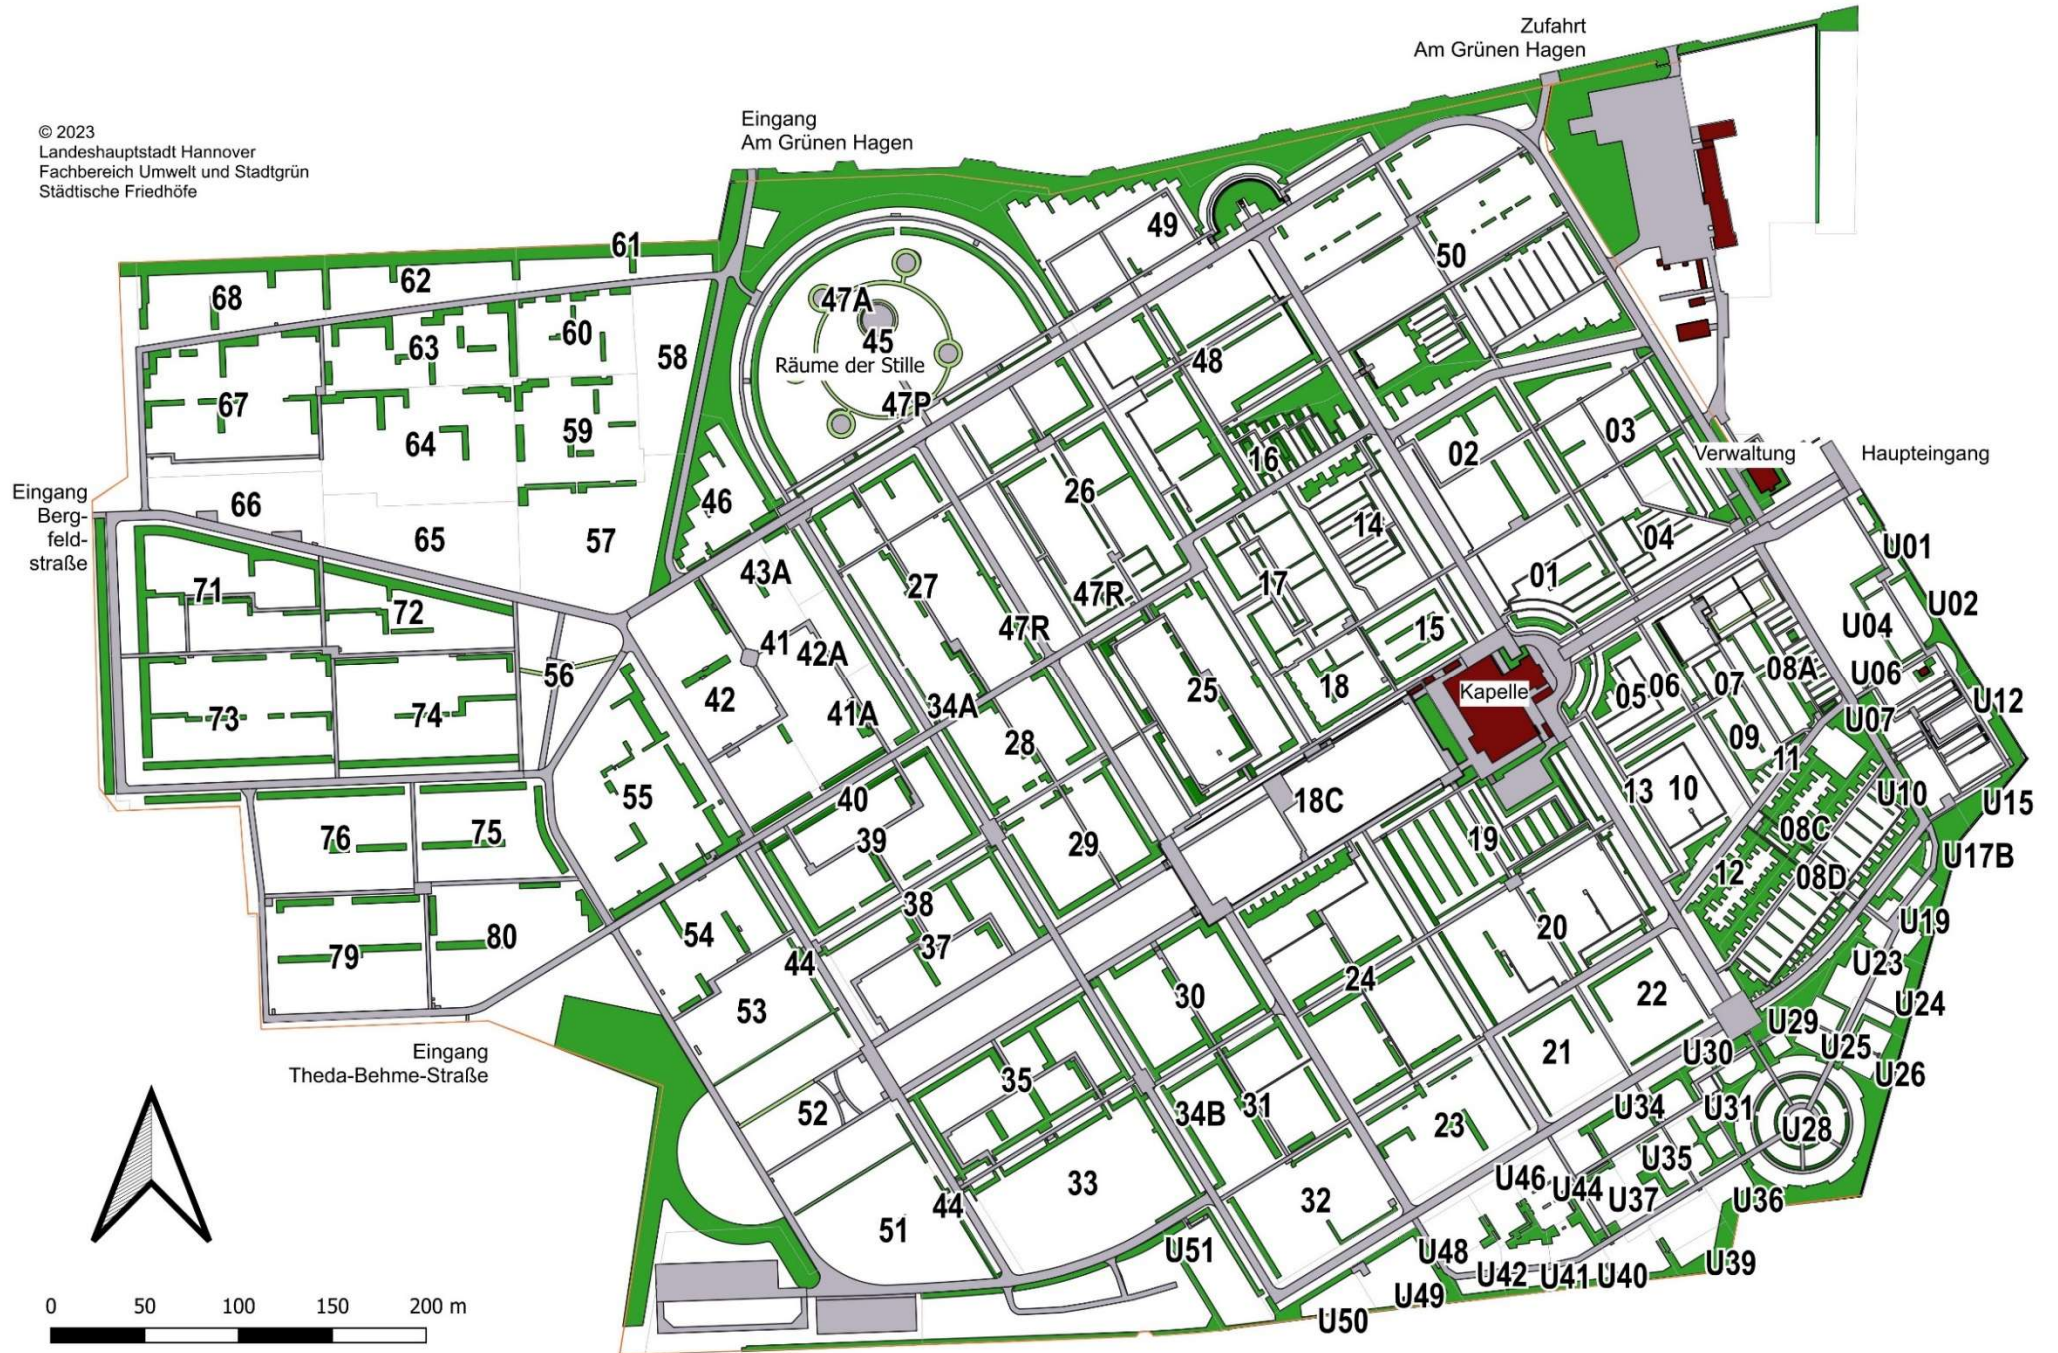 Zufahrt
Am Grünen Hagen
Eingang
Am Grünen Hagen
© 2023
Landeshauptstadt Hannover
Fachbereich Umwelt und Stadtgrün
Städtische Friedhöfe
49
61
50
62
68
47A
60
45
63
58
48
Räume der Stille
67
47P
59
03
64
02
Verwaltung
Haupteingang
16
26
46
66
Eingang
Berg-
feld-
straße
14
04
65
57
U01
43A
01
71
27
17
47R
U02
72
47R
15
U04
41
42A
08A
U06
56
18
07
06
05
25
Kapelle
42
U12
34A
41A
73
74
U07
28
09
11
55
13
10
U10
40
18C
U15
76
75
08C
19
39
29
U17B
12
08D
38
U19
20
54
80
37
79
44
U23
24
22
30
U24
53
U29
U25
Eingang
Theda-Behme-Straße
21
U30
U26
35
31
34B
52
U34
U31
23
U28
U35
33
U46
U44
U37
U36
32
44
51
U51
U48
U39
U42
U41
U40
U49
U50
0 50 100 150 200 m